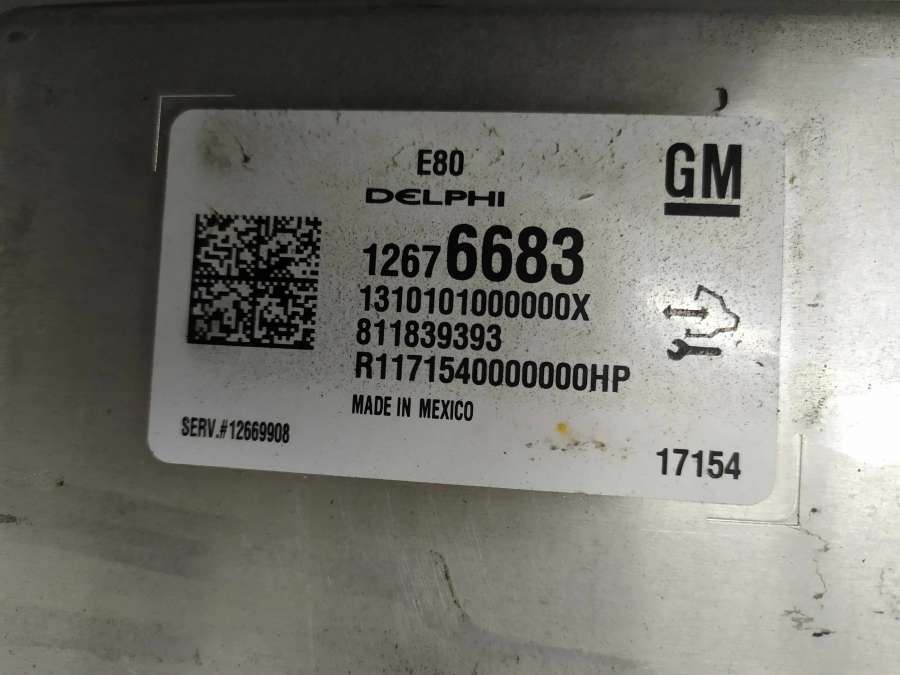 E80
DELPHI
GM
12676683
1310101000000X
811839393
R1171540000000HP
MADE IN MEXICO
SERV.#12669908
17154